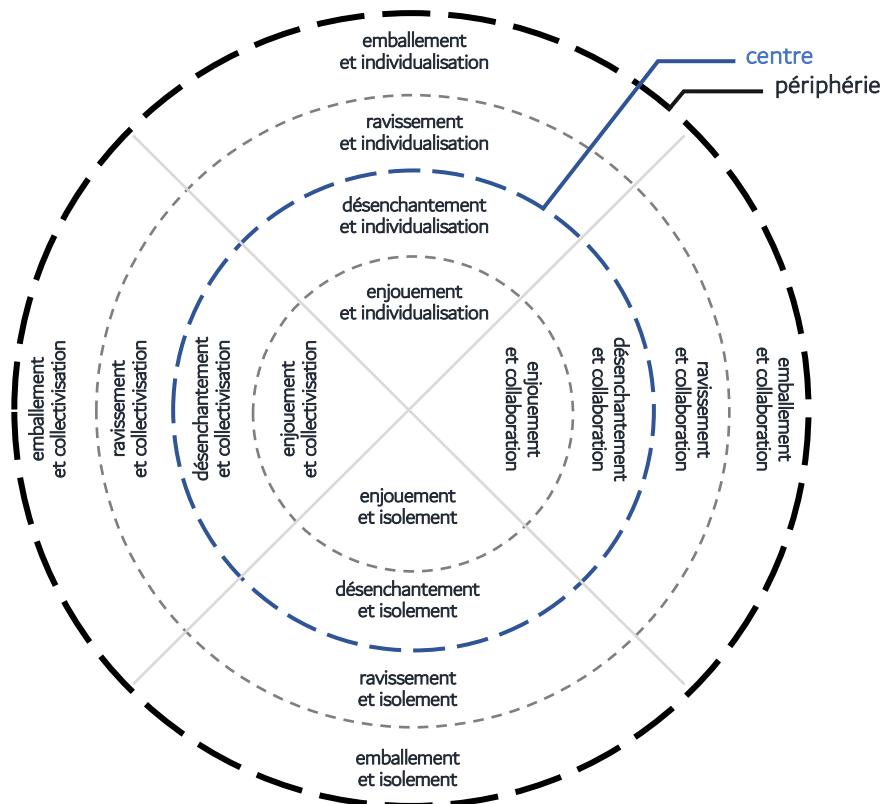 emballement
et individualisation
centre
périphérie
ravissement
et individualisation
désenchantement
et individualisation
enjouement
et individualisation
emballement
et collectivisation
ravissement
et collectivisation
désenchantement
et collectivisation
enjouement
et collectivisation
enjouement
et collaboration
désenchantement
et collaboration
ravissement
et collaboration
emballement
et collaboration
enjouement
et isolement
désenchantement
et isolement
ravissement
et isolement
emballement
et isolement